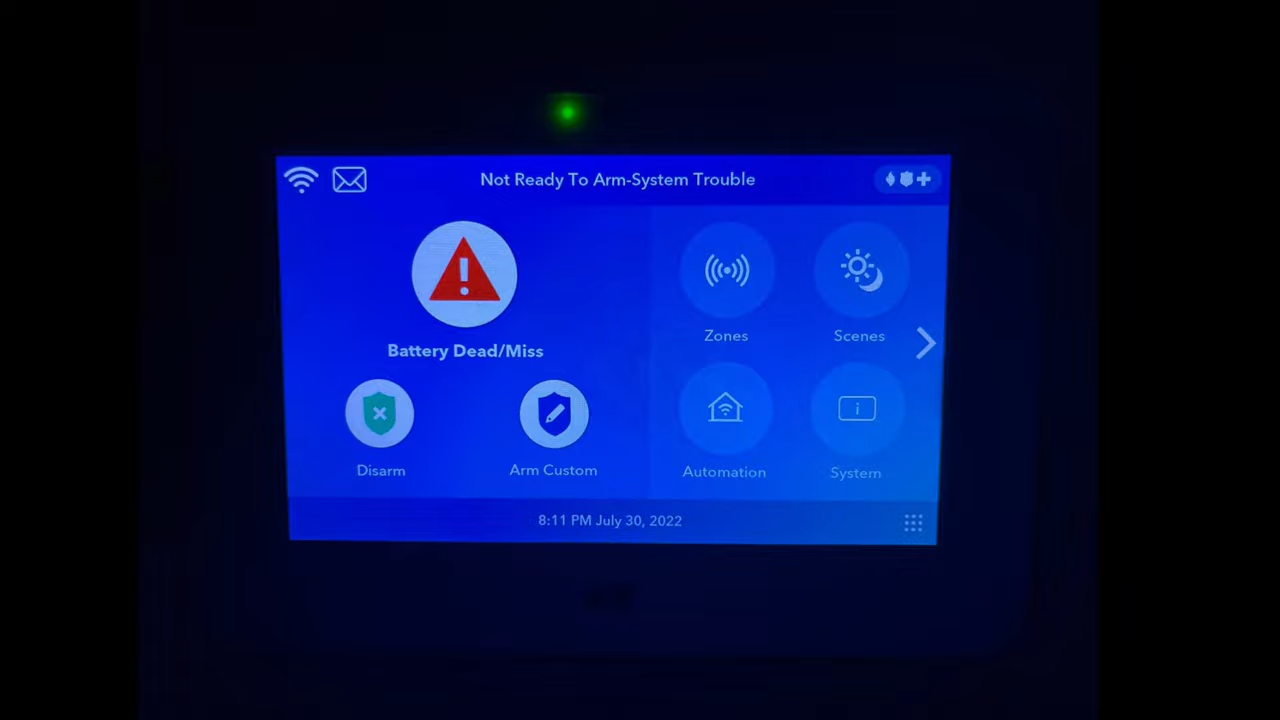 Not Ready To Arm-System Trouble
Battery Dead/Miss
Zones
Scenes
Disarm
Arm Custom
Automation
System
8:11 PM July 30, 2022